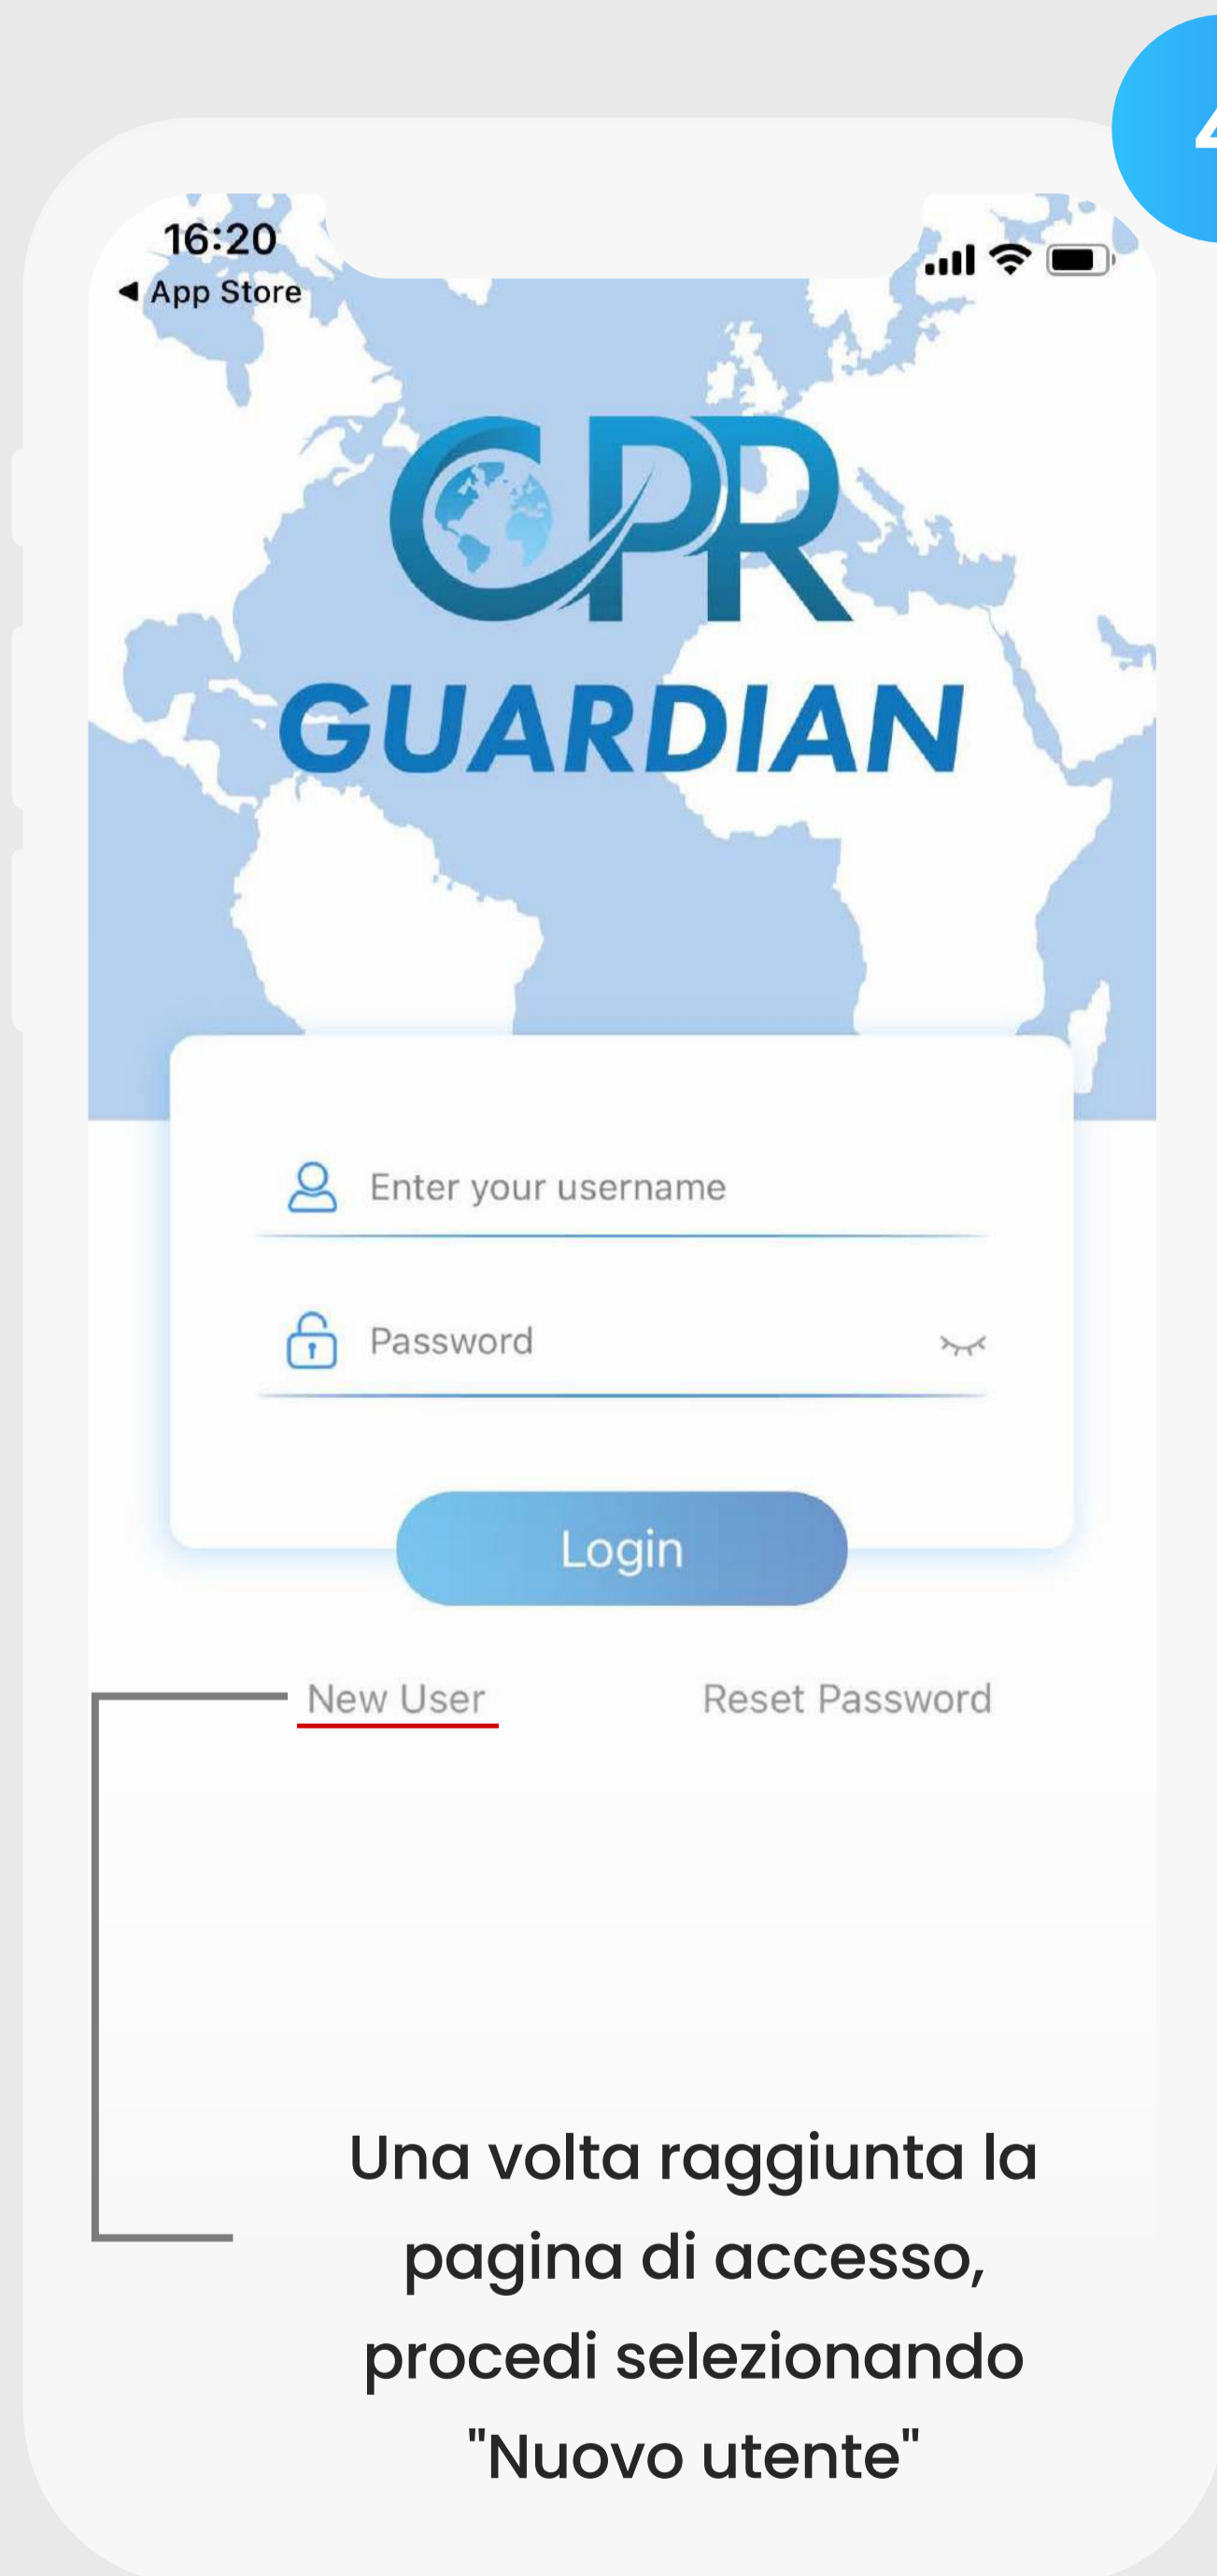 4
16:20
◀ App Store
CPR
GUARDIAN
Enter your username
Password
Login
New User
Reset Password
Una volta raggiunta la
pagina di accesso,
procedi selezionando
"Nuovo utente"